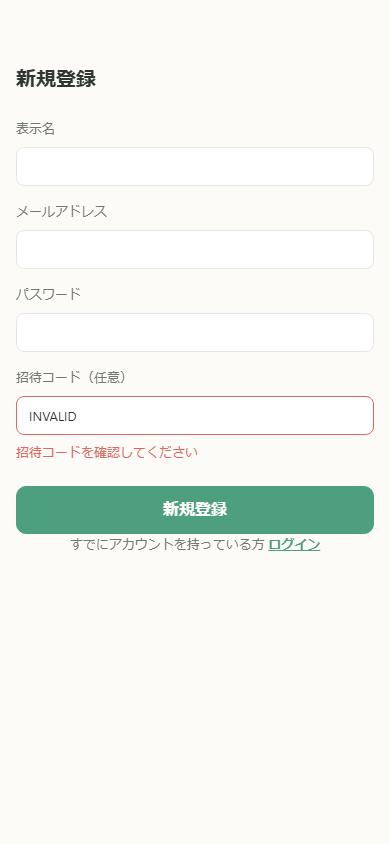 新規登録
表示名
メールアドレス
パスワード
招待コード（任意）
INVALID
招待コードを確認してください
新規登録
すでにアカウントを持っている方 ログイン